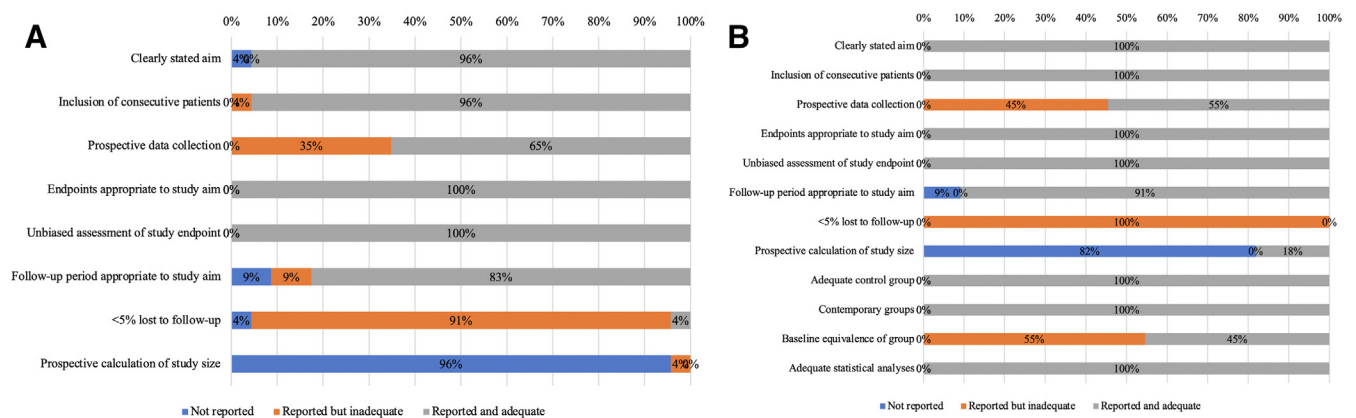 A
0% 10% 20% 30% 40% 50% 60% 70% 80% 90% 100%
Clearly stated aim 4% 0% 96%
Inclusion of consecutive patients 0% 4% 96%
Prospective data collection 0% 35% 65%
Endpoints appropriate to study aim 0% 100%
Unbiased assessment of study endpoint 0% 100%
Follow-up period appropriate to study aim 9% 9% 83%
<5% lost to follow-up 4% 91% 4%
Prospective calculation of study size 96% 4% 0%
Not reported Reported but inadequate Reported and adequate
B
0% 10% 20% 30% 40% 50% 60% 70% 80% 90% 100%
Clearly stated aim 0% 100%
Inclusion of consecutive patients 0% 100%
Prospective data collection 0% 45% 55%
Endpoints appropriate to study aim 0% 100%
Unbiased assessment of study endpoint 0% 100%
Follow-up period appropriate to study aim 9% 0% 91%
<5% lost to follow-up 0% 100% 0%
Prospective calculation of study size 82% 0% 18%
Adequate control group 0% 100%
Contemporary groups 0% 100%
Baseline equivalence of group 0% 55% 45%
Adequate statistical analyses 0% 100%
Not reported Reported but inadequate Reported and adequate